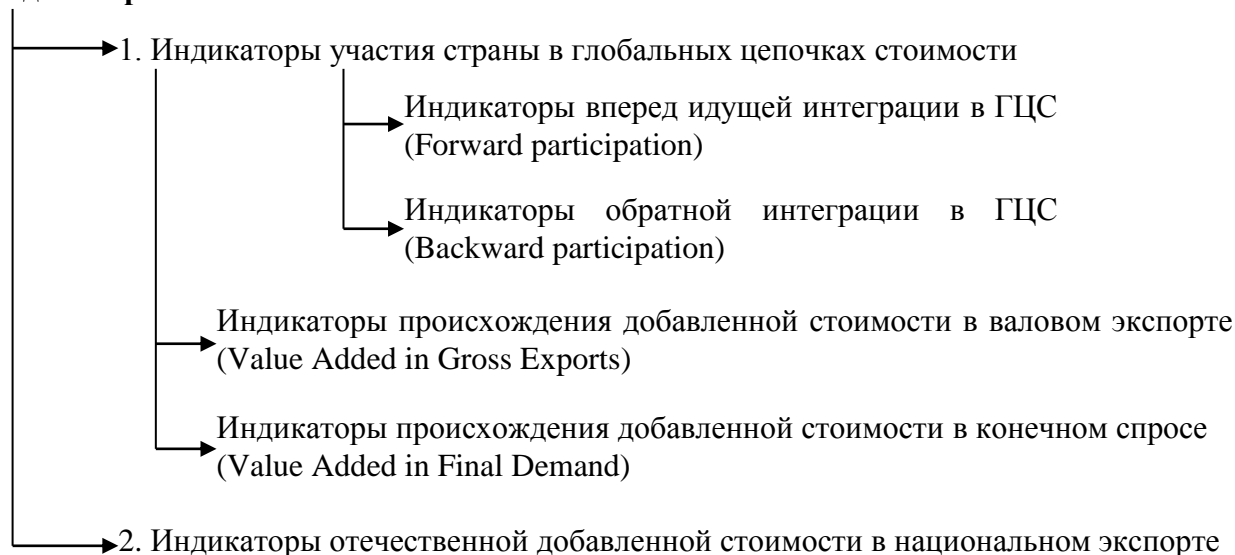 1. Индикаторы участия страны в глобальных цепочках стоимости
Индикаторы вперед идущей интеграции в ГЦС
(Forward participation)
Индикаторы обратной интеграции в ГЦС
(Backward participation)
Индикаторы происхождения добавленной стоимости в валовом экспорте
(Value Added in Gross Exports)
Индикаторы происхождения добавленной стоимости в конечном спросе
(Value Added in Final Demand)
2. Индикаторы отечественной добавленной стоимости в национальном экспорте